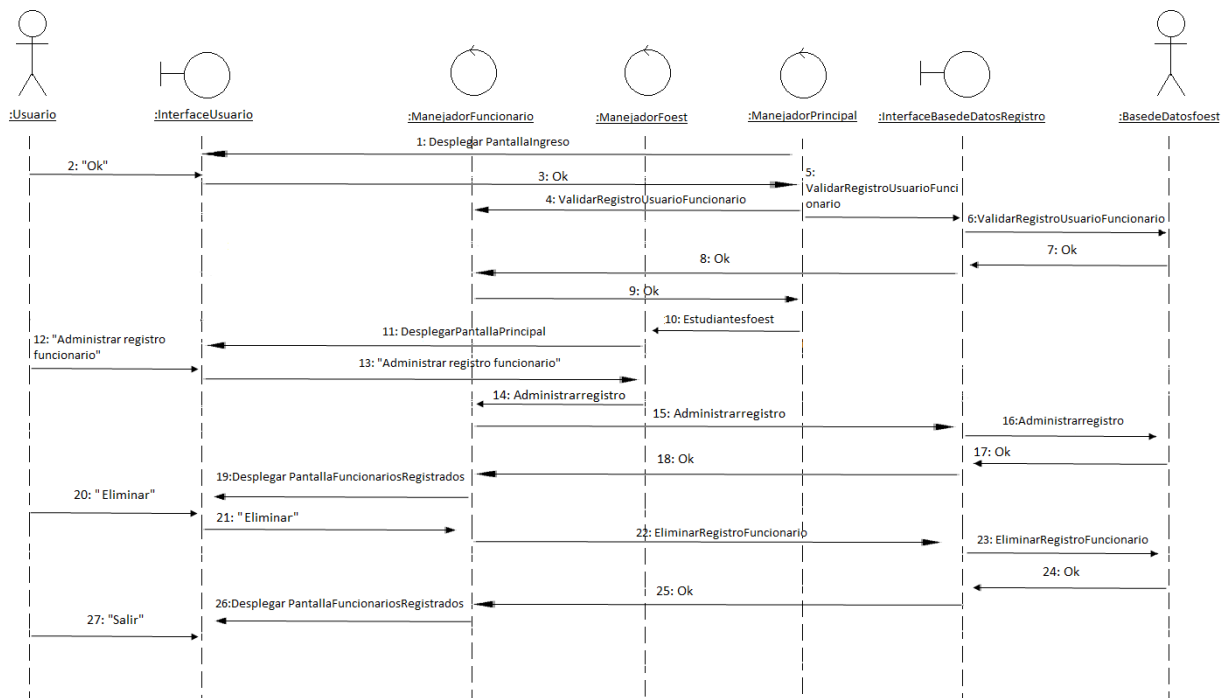 :Usuario
:InterfaceUsuario
:ManejadorFuncionario
:ManejadorFoest
:ManejadorPrincipal
:InterfaceBasedeDatosRegistro
:BasedeDatosfoest
1: Desplegar PantallaIngreso
2: "Ok"
3: Ok
4: ValidarRegistroUsuarioFuncionario
5:
ValidarRegistroUsuarioFunci
onario
6:ValidarRegistroUsuarioFuncionario
7: Ok
8: Ok
9: Ok
10: Estudiantesfoest
11: DesplegarPantallaPrincipal
12: "Administrar registro
funcionario"
13: "Administrar registro funcionario"
14: Administrarregistro
15: Administrarregistro
16:Administrarregistro
17: Ok
18: Ok
19:Desplegar PantallaFuncionariosRegistrados
20: "Eliminar"
21: "Eliminar"
22: EliminarRegistroFuncionario
23: EliminarRegistroFuncionario
24: Ok
25: Ok
26:Desplegar PantallaFuncionariosRegistrados
27: "Salir"